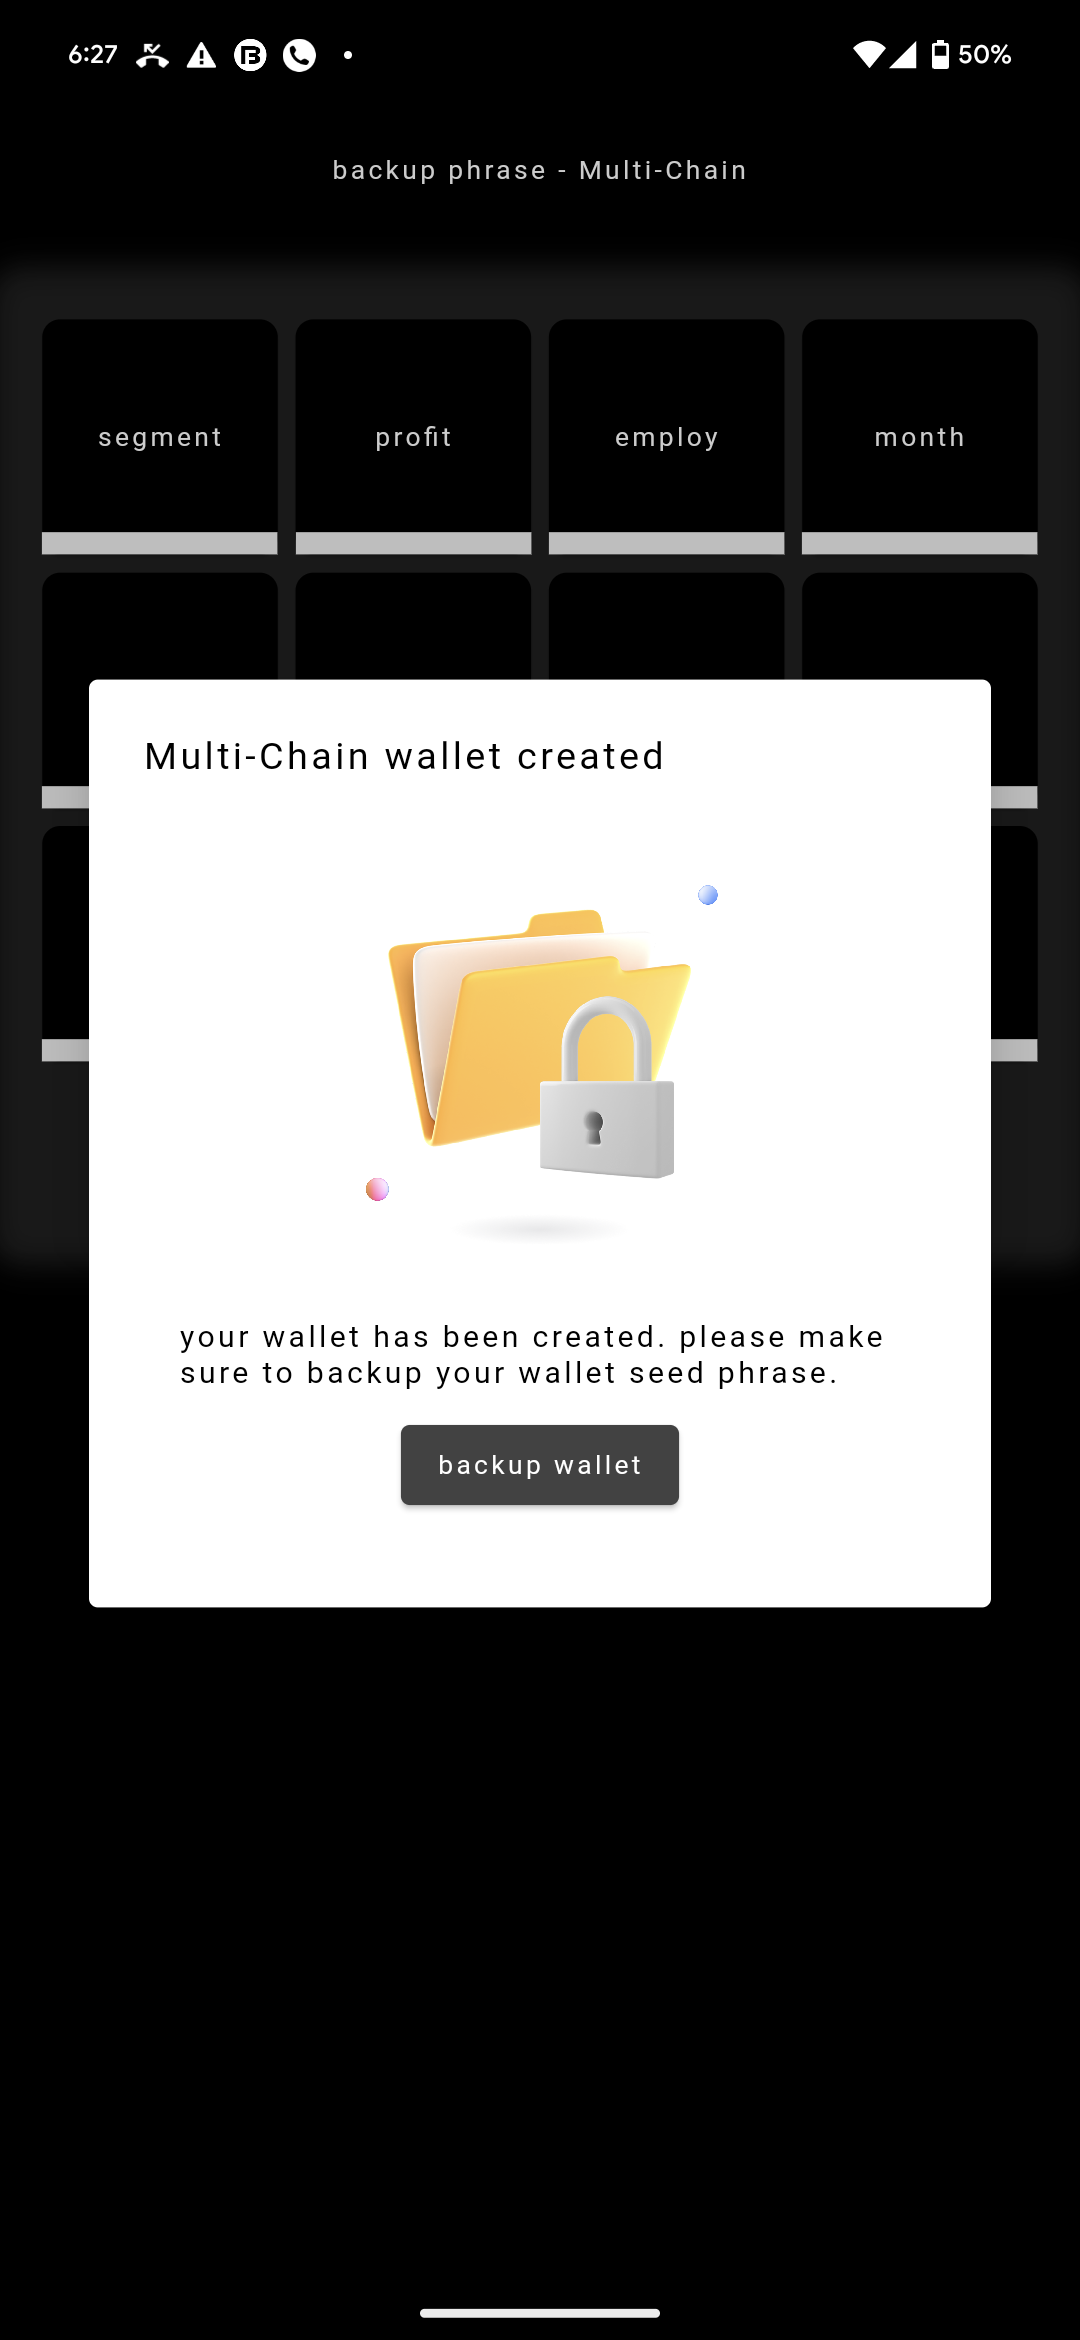 6:27
50%
backup phrase - Multi-Chain
segment profit employ month
Multi-Chain wallet created
your wallet has been created. please make
sure to backup your wallet seed phrase.
backup wallet